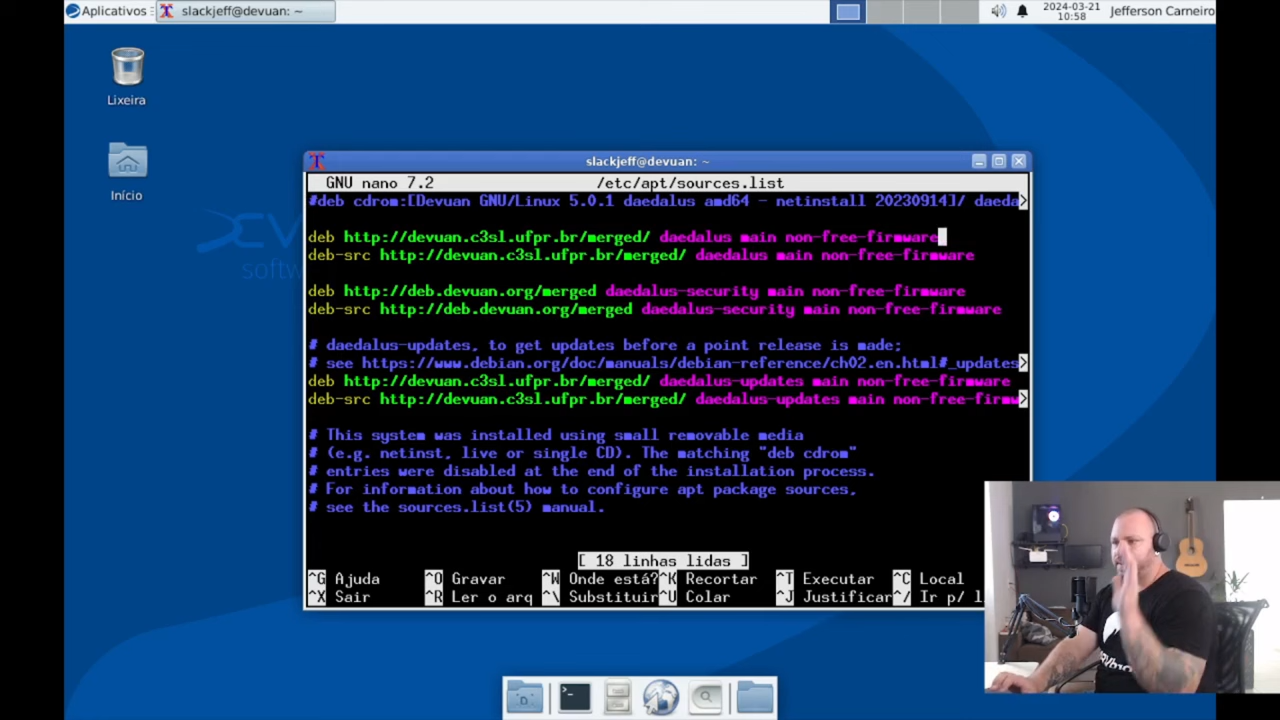 Aplicativos
slackjeff@devuan: ~
2024-03-21
10:58
Jefferson Carneiro
Lixeira
Início
slackjeff@devuan: ~
GNU nano 7.2 /etc/apt/sources.list
#deb cdrom:[Devuan GNU/Linux 5.0.1 daedalus amd64 - netinstall 20230914]/ daeda>
deb http://devuan.c3sl.ufpr.br/merged/ daedalus main non-free-firmware
deb-src http://devuan.c3sl.ufpr.br/merged/ daedalus main non-free-firmware
deb http://deb.devuan.org/merged daedalus-security main non-free-firmware
deb-src http://deb.devuan.org/merged daedalus-security main non-free-firmware
# daedalus-updates, to get updates before a point release is made;
# see https://www.debian.org/doc/manuals/debian-reference/ch02.en.html#_updates>
deb http://devuan.c3sl.ufpr.br/merged/ daedalus-updates main non-free-firmware
deb-src http://devuan.c3sl.ufpr.br/merged/ daedalus-updates main non-free-firmw>
# This system was installed using small removable media
# (e.g. netinst, live or single CD). The matching "deb cdrom"
# entries were disabled at the end of the installation process.
# For information about how to configure apt package sources,
# see the sources.list(5) manual.
[ 18 linhas lidas ]
^G Ajuda ^O Gravar ^W Onde está? ^K Recortar ^T Executar ^C Local
^X Sair ^R Ler o arq ^\ Substituir ^U Colar ^J Justificar ^/ Ir p/ l